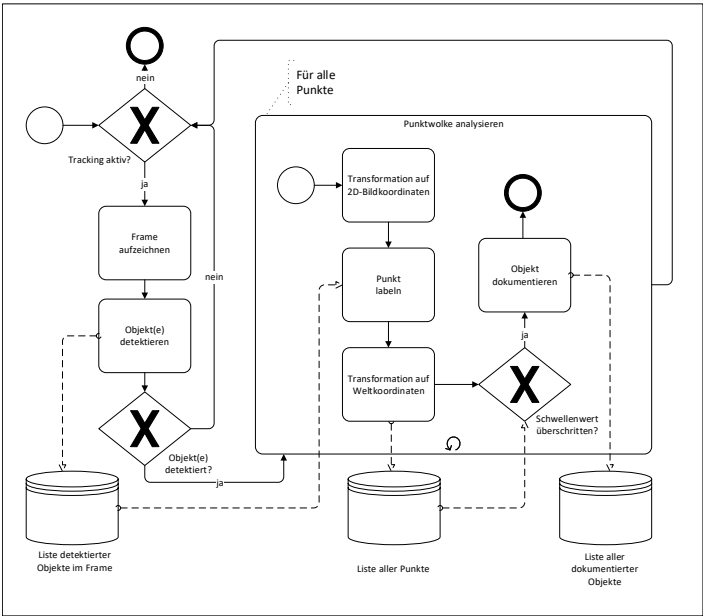 nein
Für alle
Punkte
Punktwolke analysieren
Tracking aktiv?
ja
Transformation auf
2D-Bildkoordinaten
Frame
aufzeichnen
nein
Punkt
labeln
Objekt
dokumentieren
Objekt(e)
detektieren
ja
Transformation auf
Weltkoordinaten
Schwellenwert
überschritten?
Objekt(e)
detektiert?
ja
Liste detektierter
Objekte im Frame
Liste aller Punkte
Liste aller
dokumentierter
Objekte